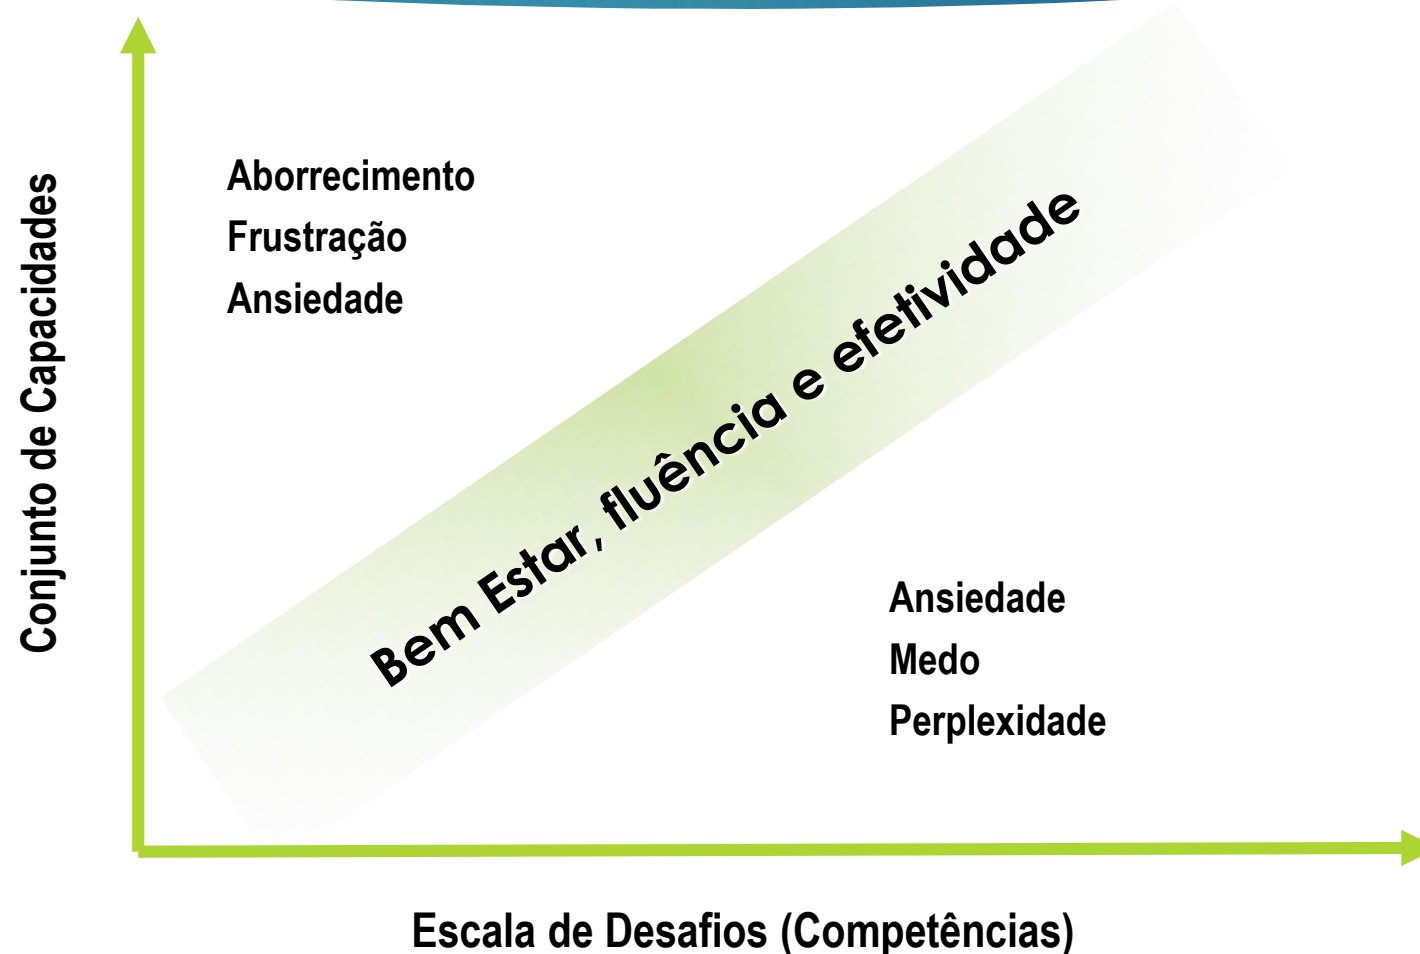 Conjunto de Capacidades
Aborrecimento
Frustração
Ansiedade
Bem Estar, fluência e efetividade
Ansiedade
Medo
Perplexidade
Escala de Desafios (Competências)